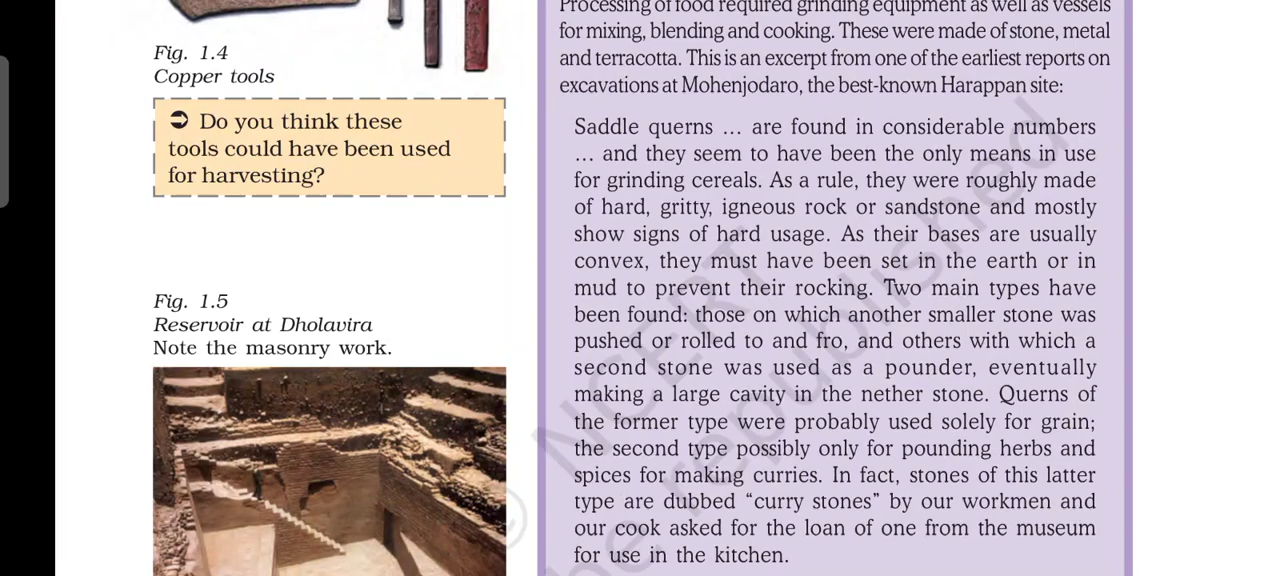 Fig. 1.4
Copper tools
➲ Do you think these
tools could have been used
for harvesting?
Fig. 1.5
Reservoir at Dholavira
Note the masonry work.
Processing of food required grinding equipment as well as vessels
for mixing, blending and cooking. These were made of stone, metal
and terracotta. This is an excerpt from one of the earliest reports on
excavations at Mohenjodaro, the best-known Harappan site:
Saddle querns … are found in considerable numbers
… and they seem to have been the only means in use
for grinding cereals. As a rule, they were roughly made
of hard, gritty, igneous rock or sandstone and mostly
show signs of hard usage. As their bases are usually
convex, they must have been set in the earth or in
mud to prevent their rocking. Two main types have
been found: those on which another smaller stone was
pushed or rolled to and fro, and others with which a
second stone was used as a pounder, eventually
making a large cavity in the nether stone. Querns of
the former type were probably used solely for grain;
the second type possibly only for pounding herbs and
spices for making curries. In fact, stones of this latter
type are dubbed “curry stones” by our workmen and
our cook asked for the loan of one from the museum
for use in the kitchen.
© NCERT
be republished